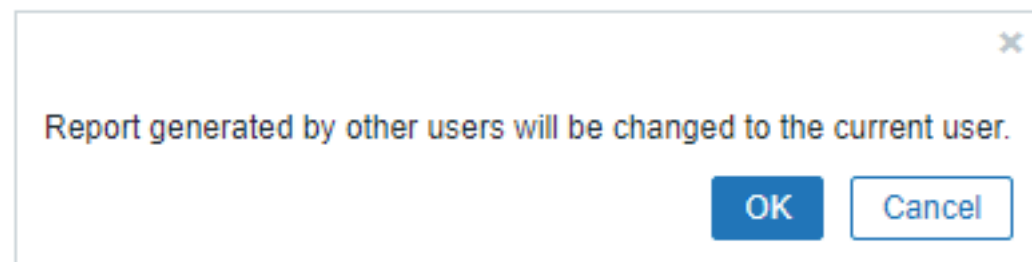 Report generated by other users will be changed to the current user.
OK Cancel